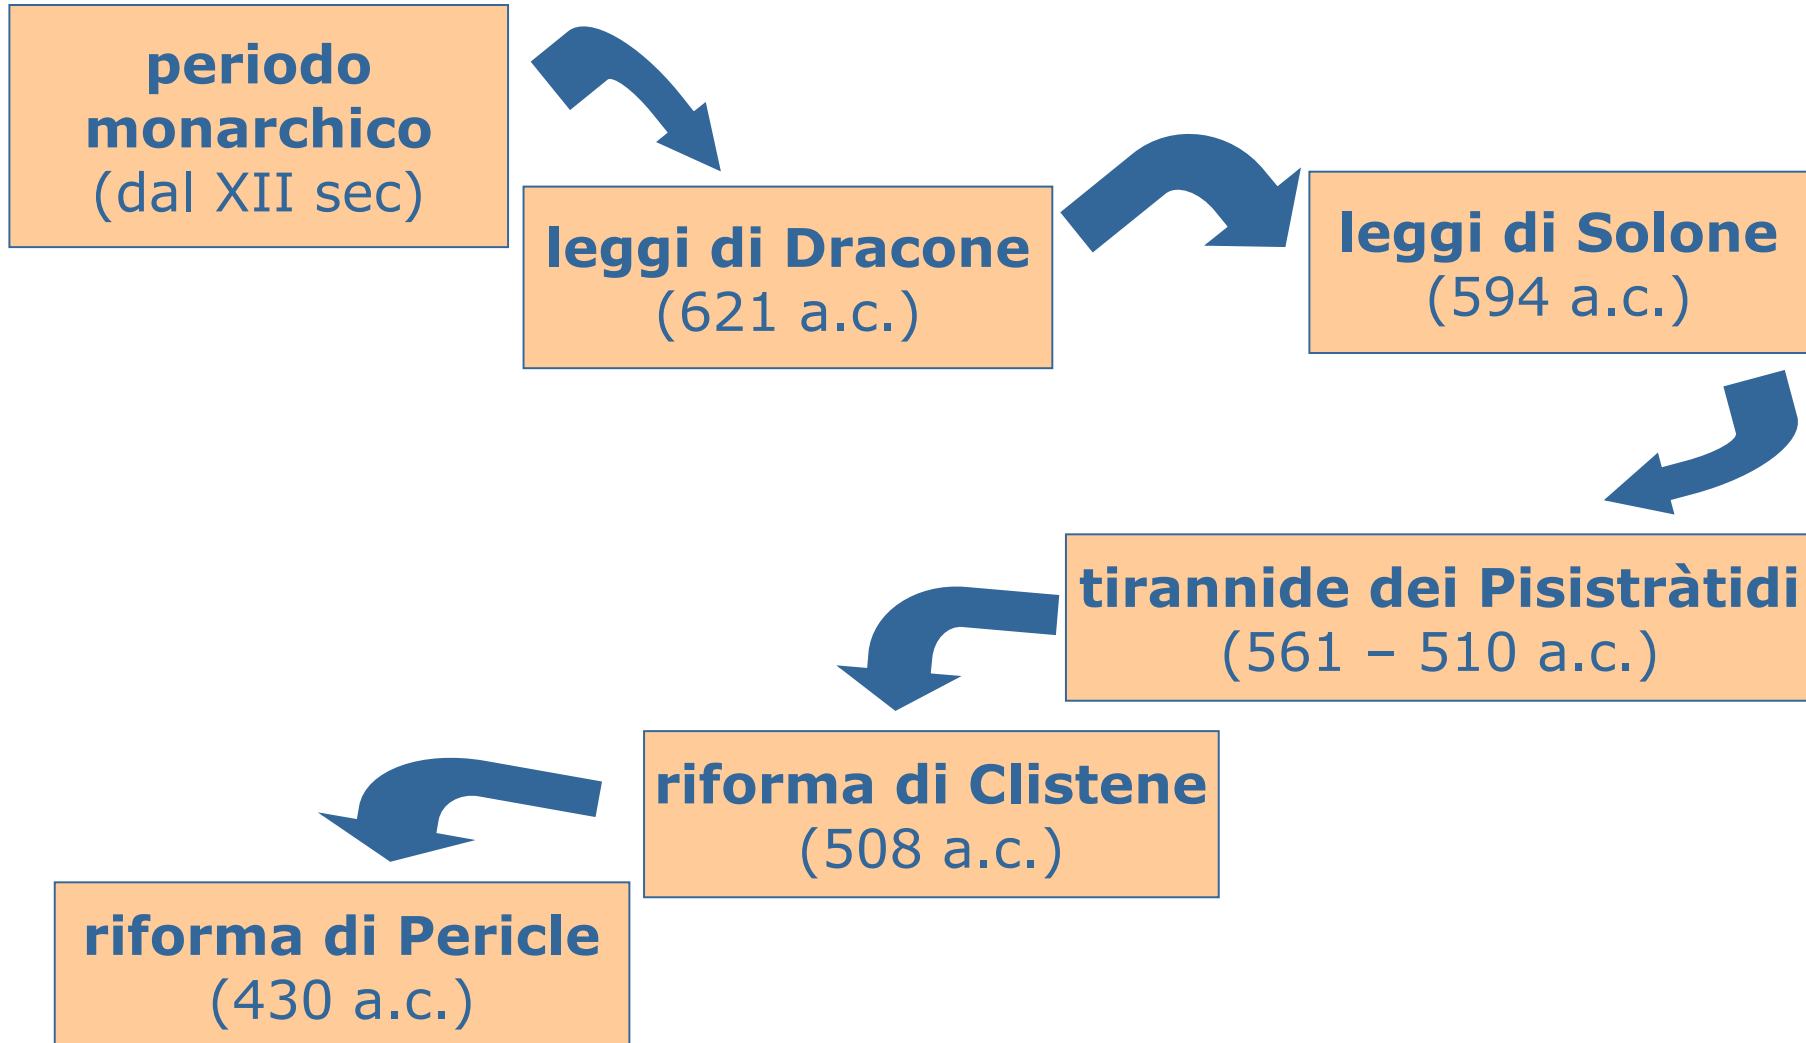 periodo
monarchico
(dal XII sec)
leggi di Dracone
(621 a.c.)
leggi di Solone
(594 a.c.)
tirannide dei Pisistràtidi
(561 – 510 a.c.)
riforma di Clistene
(508 a.c.)
riforma di Pericle
(430 a.c.)